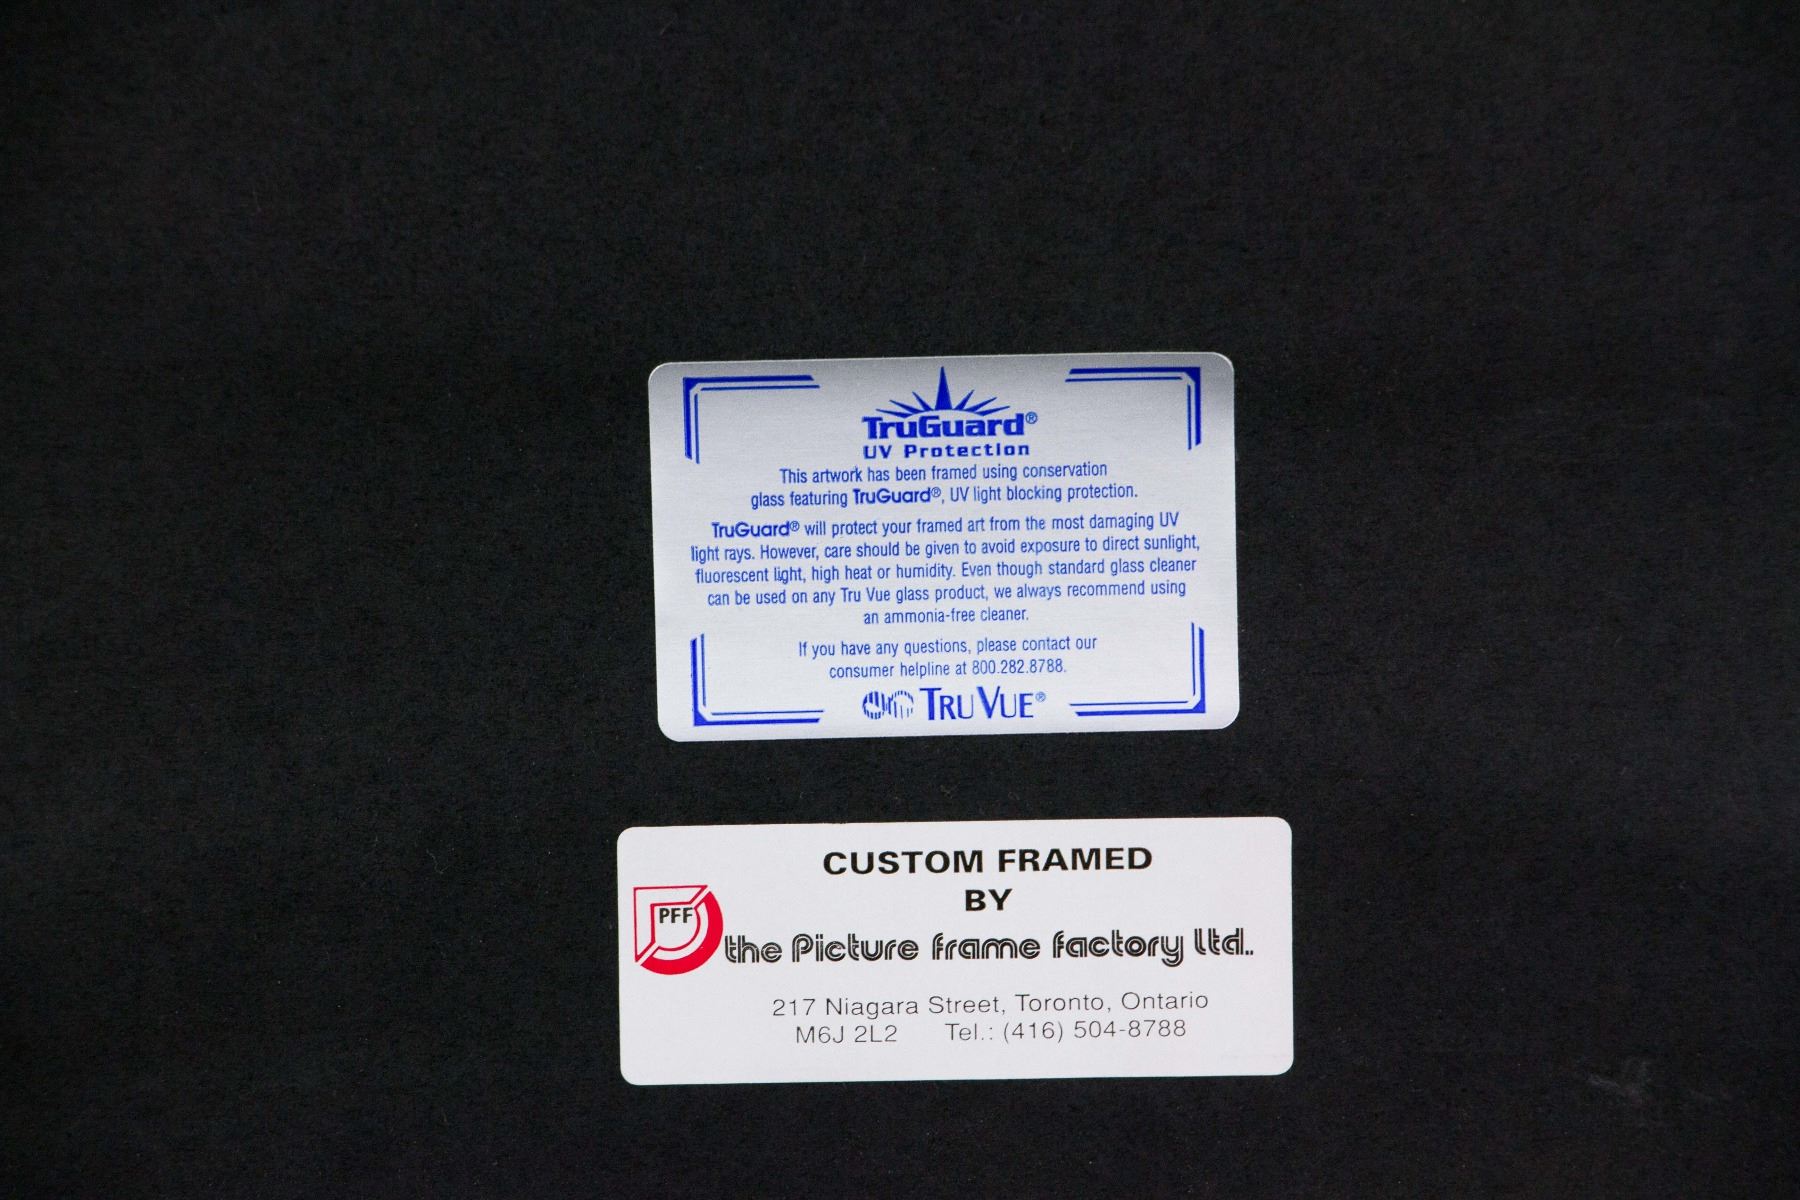 TruGuard®
UV Protection
This artwork has been framed using conservation
glass featuring TruGuard®, UV light blocking protection.
TruGuard® will protect your framed art from the most damaging UV
light rays. However, care should be given to avoid exposure to direct sunlight,
fluorescent light, high heat or humidity. Even though standard glass cleaner
can be used on any Tru Vue glass product, we always recommend using
an ammonia-free cleaner.
If you have any questions, please contact our
consumer helpline at 800.282.8788.
TRU VUE®
CUSTOM FRAMED
BY
PFF
the Picture frame factory ltd..
217 Niagara Street, Toronto, Ontario
M6J 2L2 Tel.: (416) 504-8788